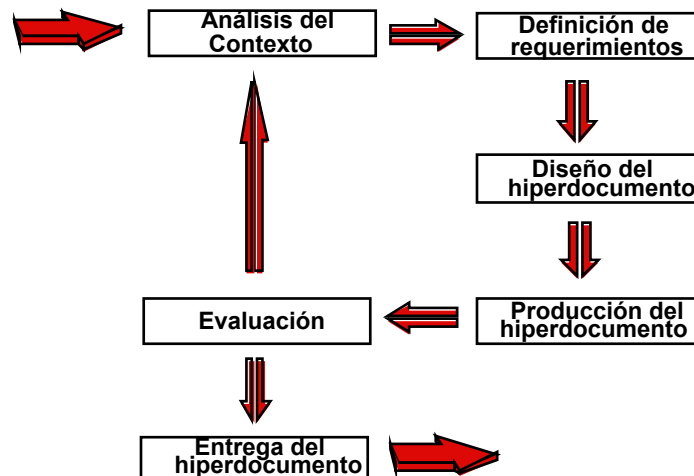 Análisis del
Contexto
Definición de
requerimientos
Diseño del
hiperdocumento
Producción del
hiperdocumento
Evaluación
Entrega del
hiperdocumento